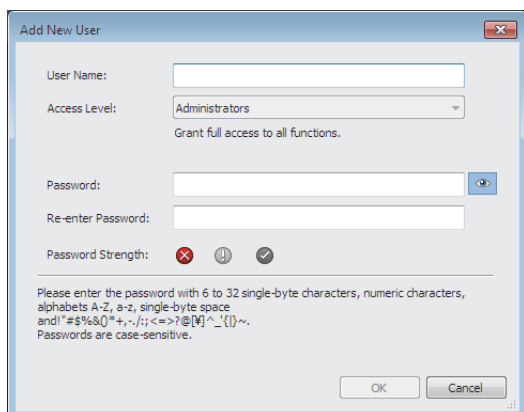 Add New User
User Name:
Access Level:
Administrators
Grant full access to all functions.
Password:
Re-enter Password:
Password Strength:
Please enter the password with 6 to 32 single-byte characters, numeric characters,
alphabets A-Z, a-z, single-byte space
and!"#$%&()*+,-./:;<=>?@[¥]^_'{|}~.
Passwords are case-sensitive.
OK
Cancel